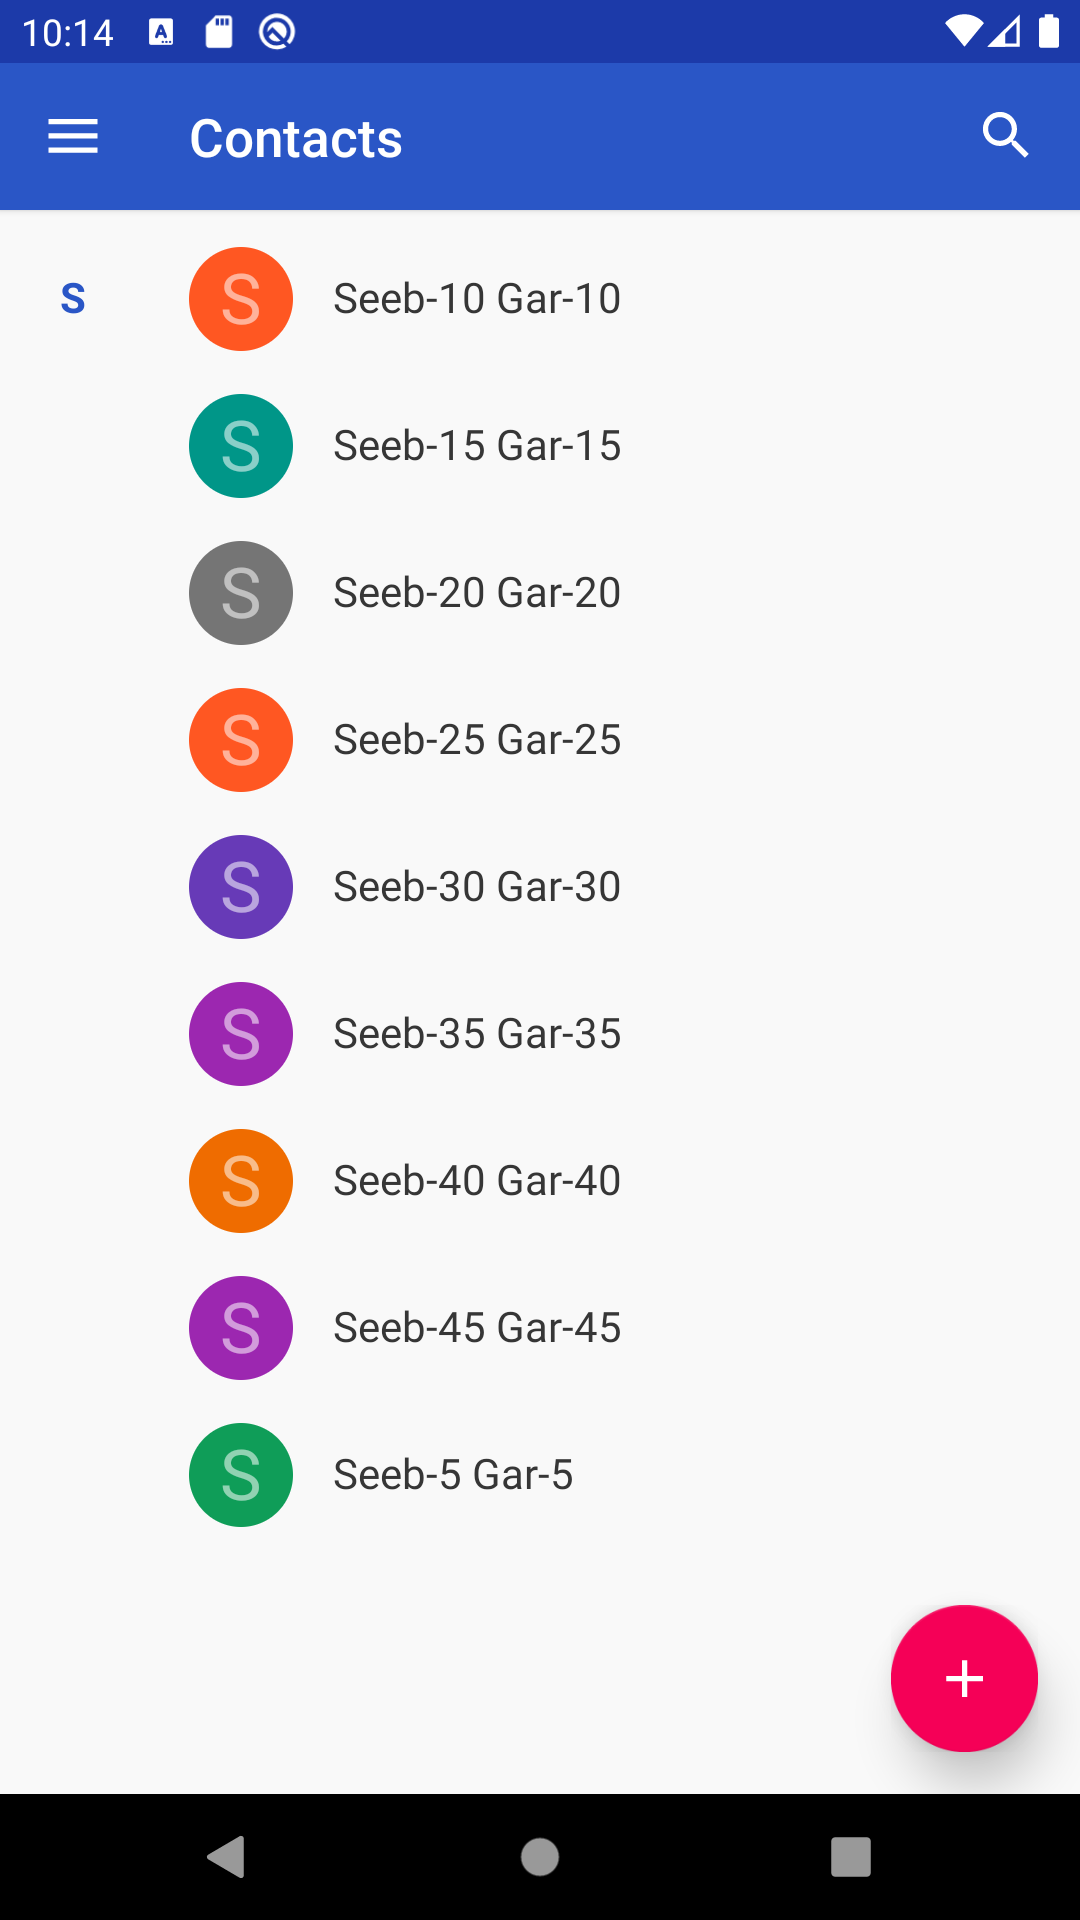 10:14
Contacts
S
S Seeb-10 Gar-10
S Seeb-15 Gar-15
S Seeb-20 Gar-20
S Seeb-25 Gar-25
S Seeb-30 Gar-30
S Seeb-35 Gar-35
S Seeb-40 Gar-40
S Seeb-45 Gar-45
S Seeb-5 Gar-5